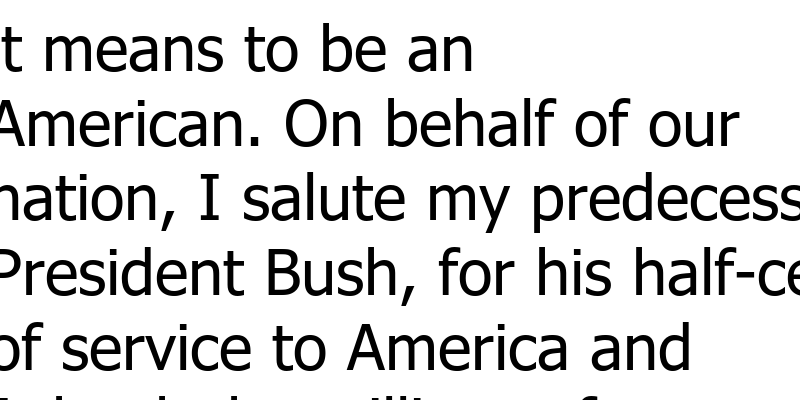 t means to be an
American. On behalf of our
nation, I salute my predecess
President Bush, for his half-ce
of service to America and